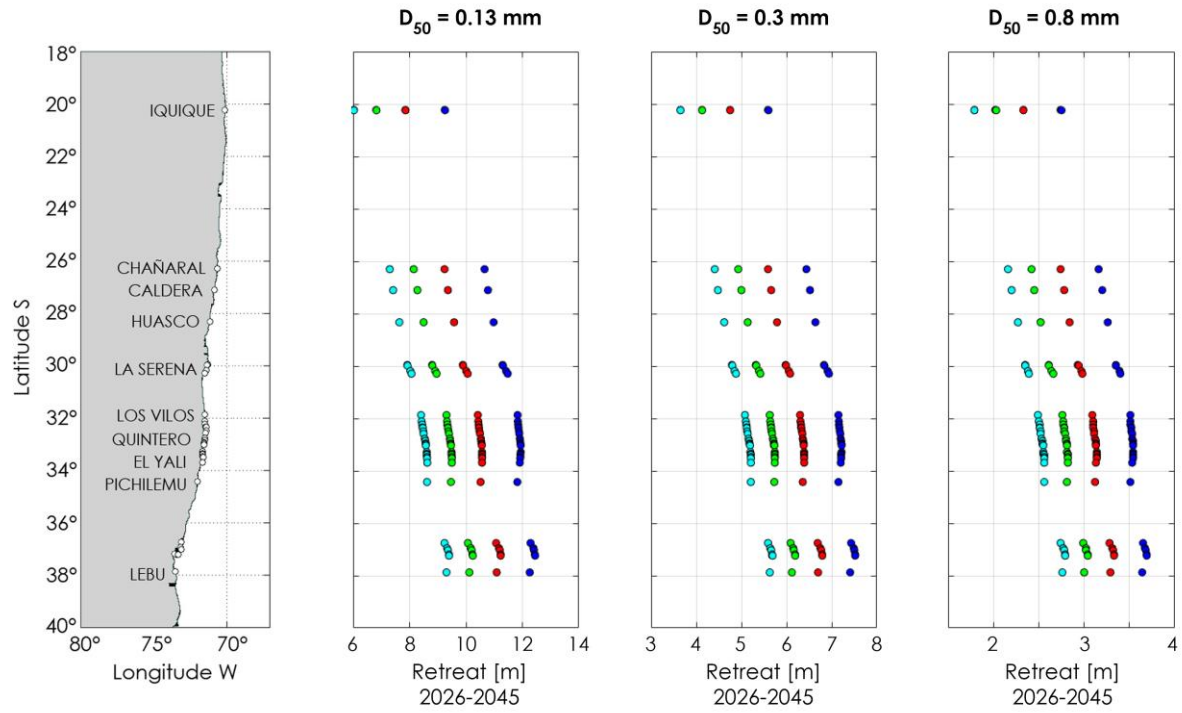 D50 = 0.13 mm
D50 = 0.3 mm
D50 = 0.8 mm
Latitude S
18°
20°
22°
24°
26°
28°
30°
32°
34°
36°
38°
40°
IQUIQUE
CHAÑARAL
CALDERA
HUASCO
LA SERENA
LOS VILOS
QUINTERO
EL YALI
PICHILEMU
LEBU
80° 75° 70°
Longitude W
6 8 10 12 14
Retreat [m]
2026-2045
3 4 5 6 7 8
Retreat [m]
2026-2045
2 3 4
Retreat [m]
2026-2045